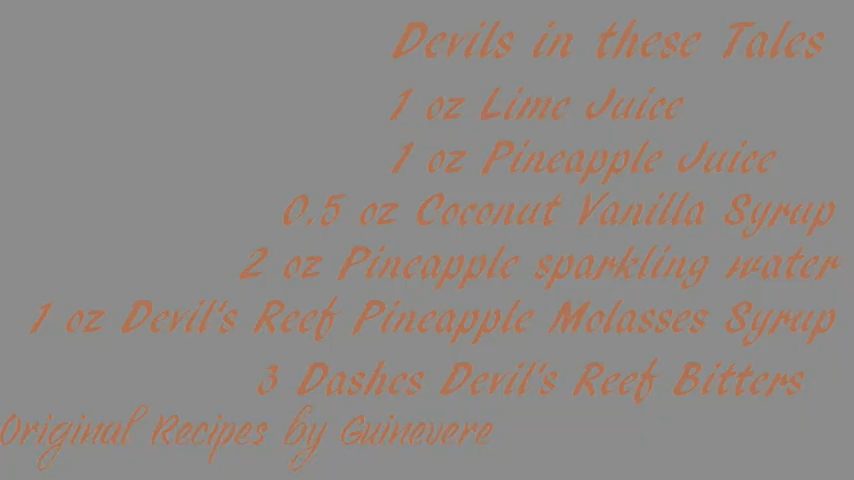 Devils in these Tales
1 oz Lime Juice
1 oz Pineapple Juice
0.5 oz Coconut Vanilla Syrup
2 oz Pineapple sparkling water
1 oz Devil's Reef Pineapple Molasses Syrup
3 Dashes Devil's Reef Bitters
Original Recipes by Guinevere